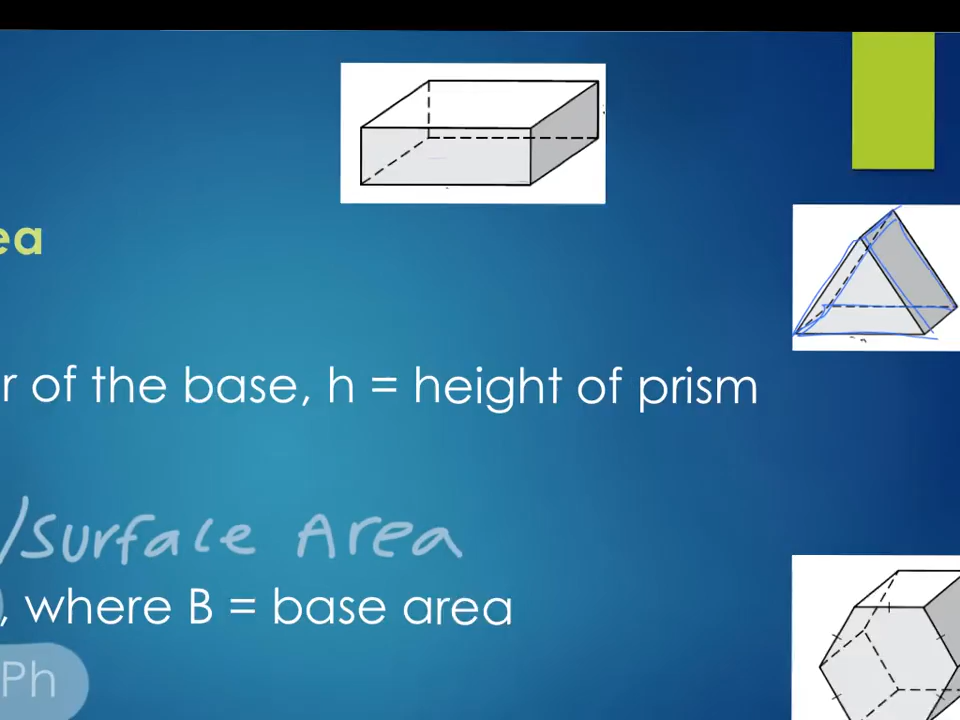 ea
r of the base, h = height of prism
/Surface Area
, where B = base area
Ph